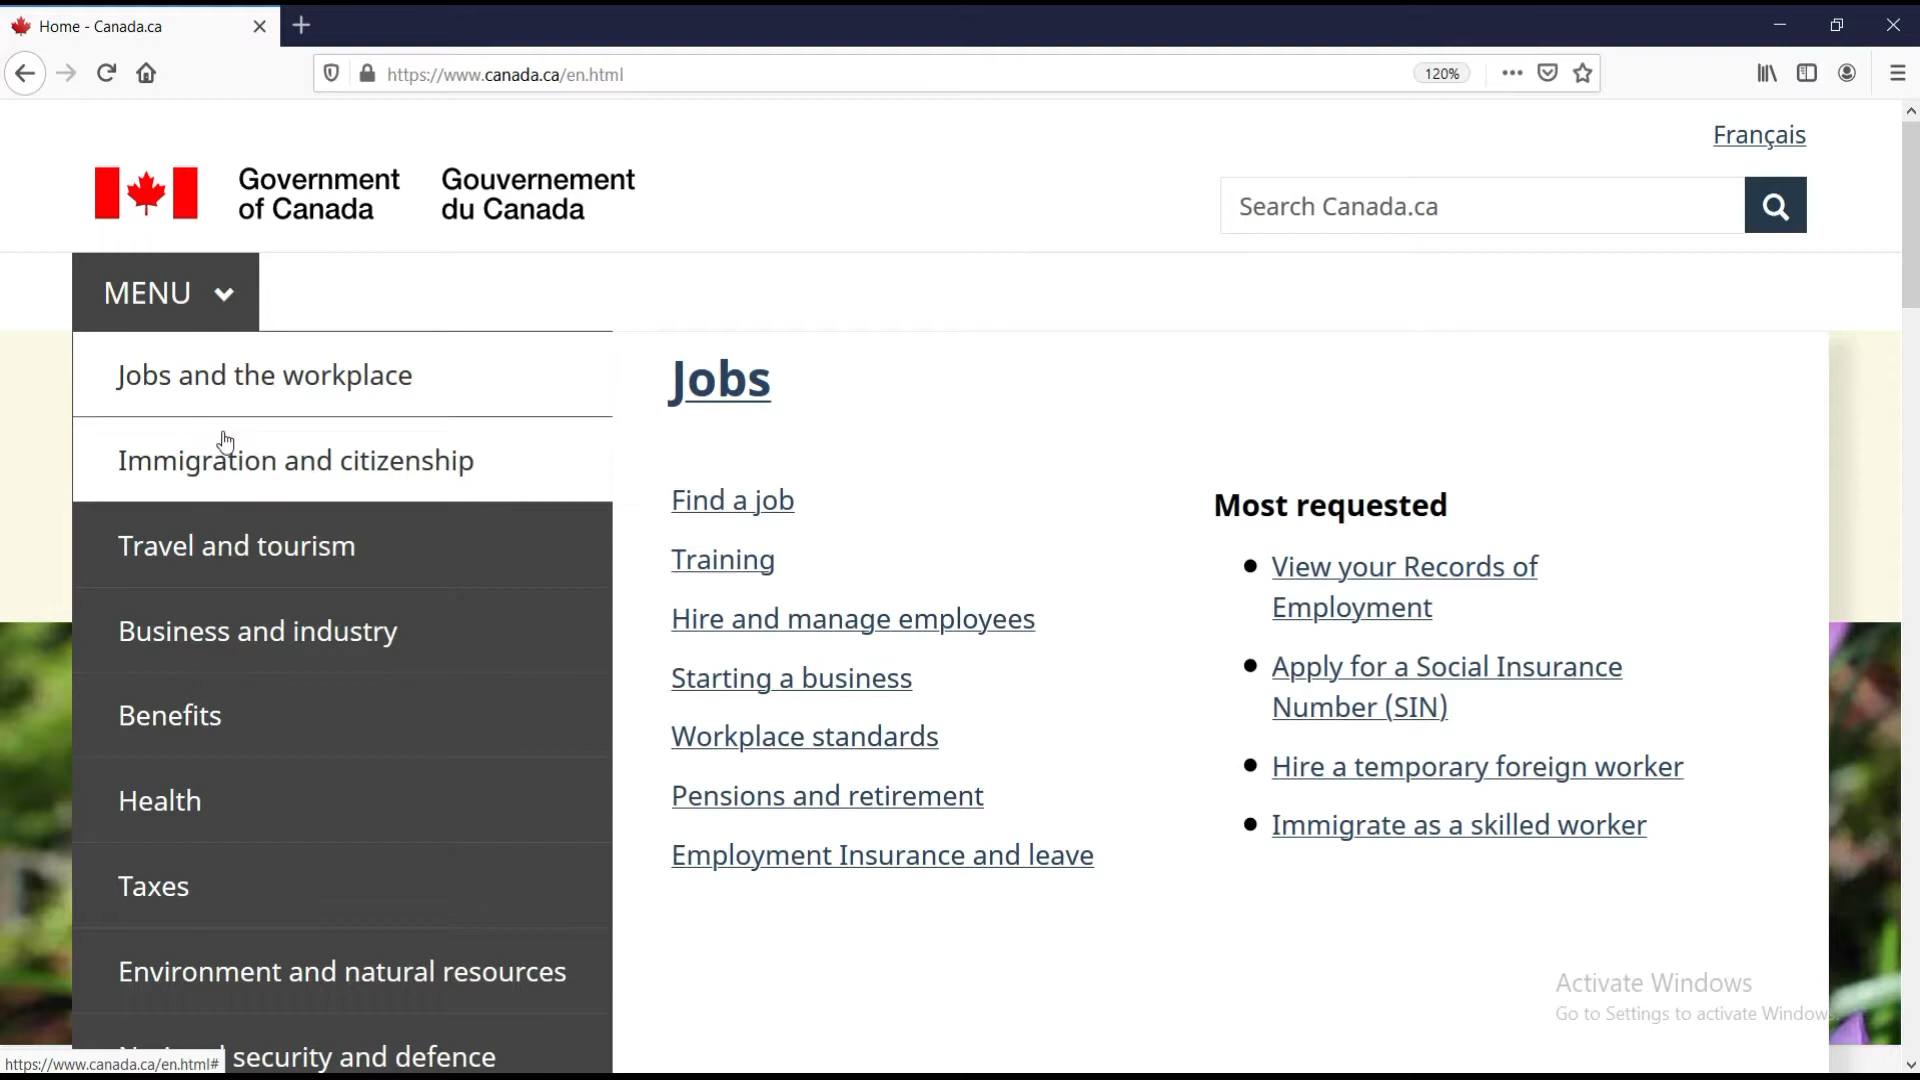 Home - Canada.ca
https://www.canada.ca/en.html
120%
Français
Government
of Canada
Gouvernement
du Canada
Search Canada.ca
MENU
Jobs and the workplace
Immigration and citizenship
Travel and tourism
Business and industry
Benefits
Health
Taxes
Environment and natural resources
security and defence
Jobs
Find a job
Training
Hire and manage employees
Starting a business
Workplace standards
Pensions and retirement
Employment Insurance and leave
Most requested
View your Records of
Employment
Apply for a Social Insurance
Number (SIN)
Hire a temporary foreign worker
Immigrate as a skilled worker
Activate Windows
Go to Settings to activate Windows
https://www.canada.ca/en.html#